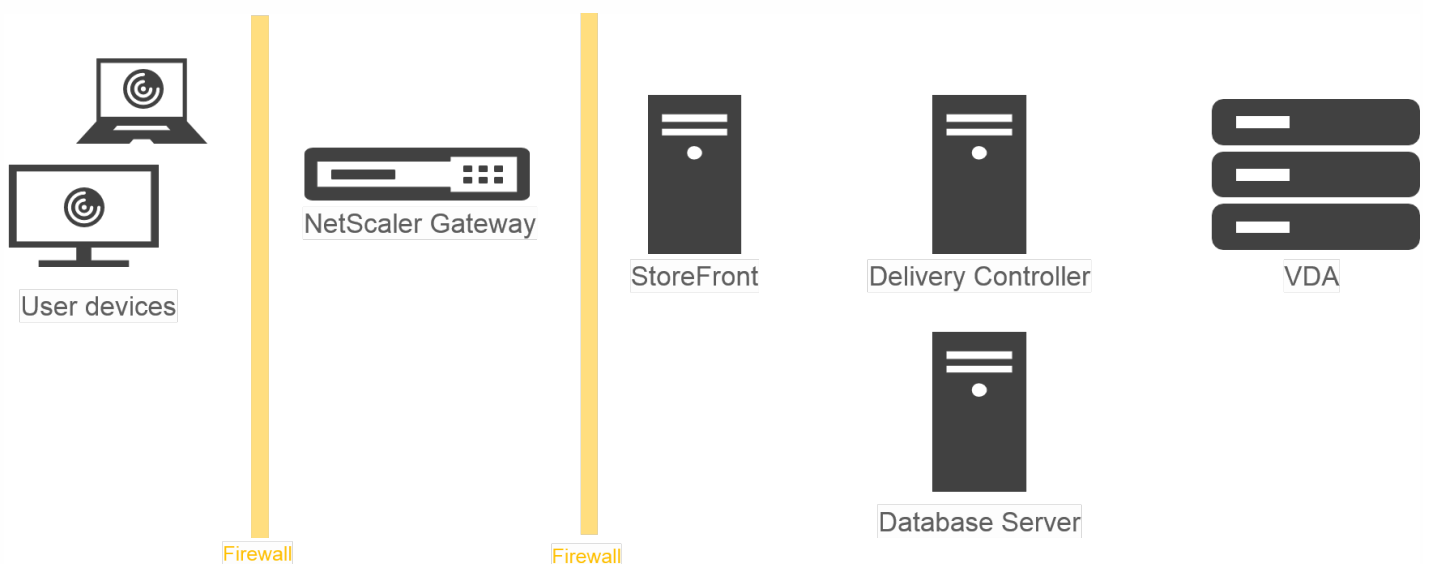 NetScaler Gateway
User devices
StoreFront
Delivery Controller
VDA
Database Server
Firewall
Firewall